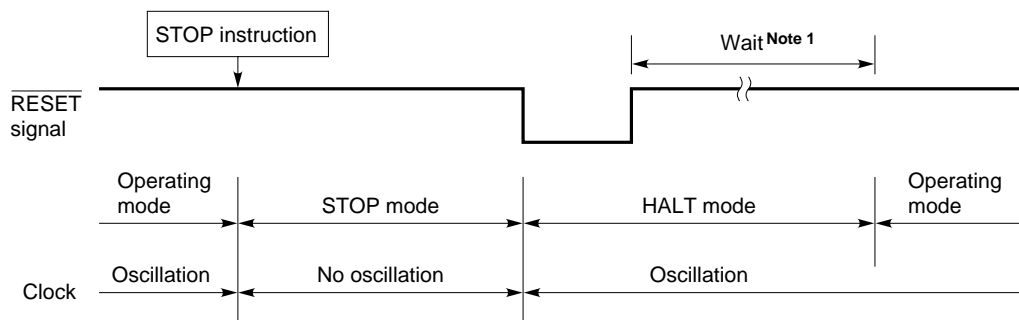 STOP instruction
Wait Note 1
RESET
signal
Operating
mode
STOP mode
HALT mode
Operating
mode
Clock
Oscillation
No oscillation
Oscillation